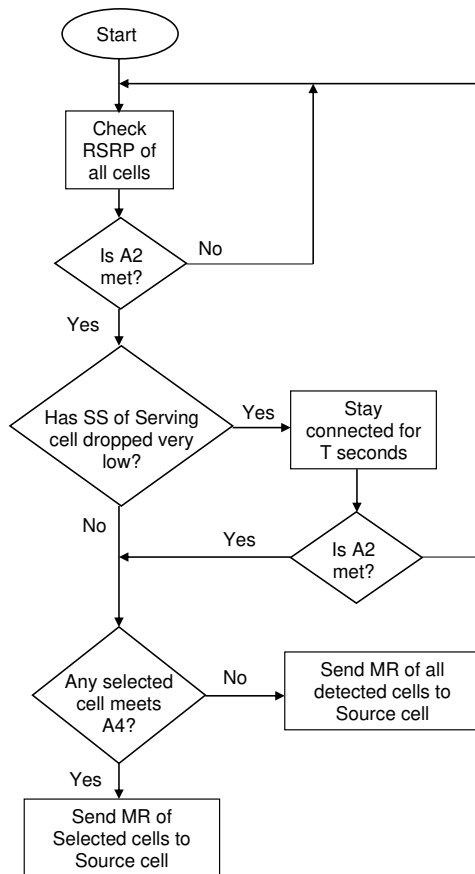 Start
Check
RSRP of
all cells
Is A2
met?
No
Yes
Has SS of Serving
cell dropped very
low?
Yes
Stay
connected for
T seconds
No
Yes
Is A2
met?
Any selected
cell meets
A4?
No
Send MR of all
detected cells to
Source cell
Yes
Send MR of
Selected cells to
Source cell